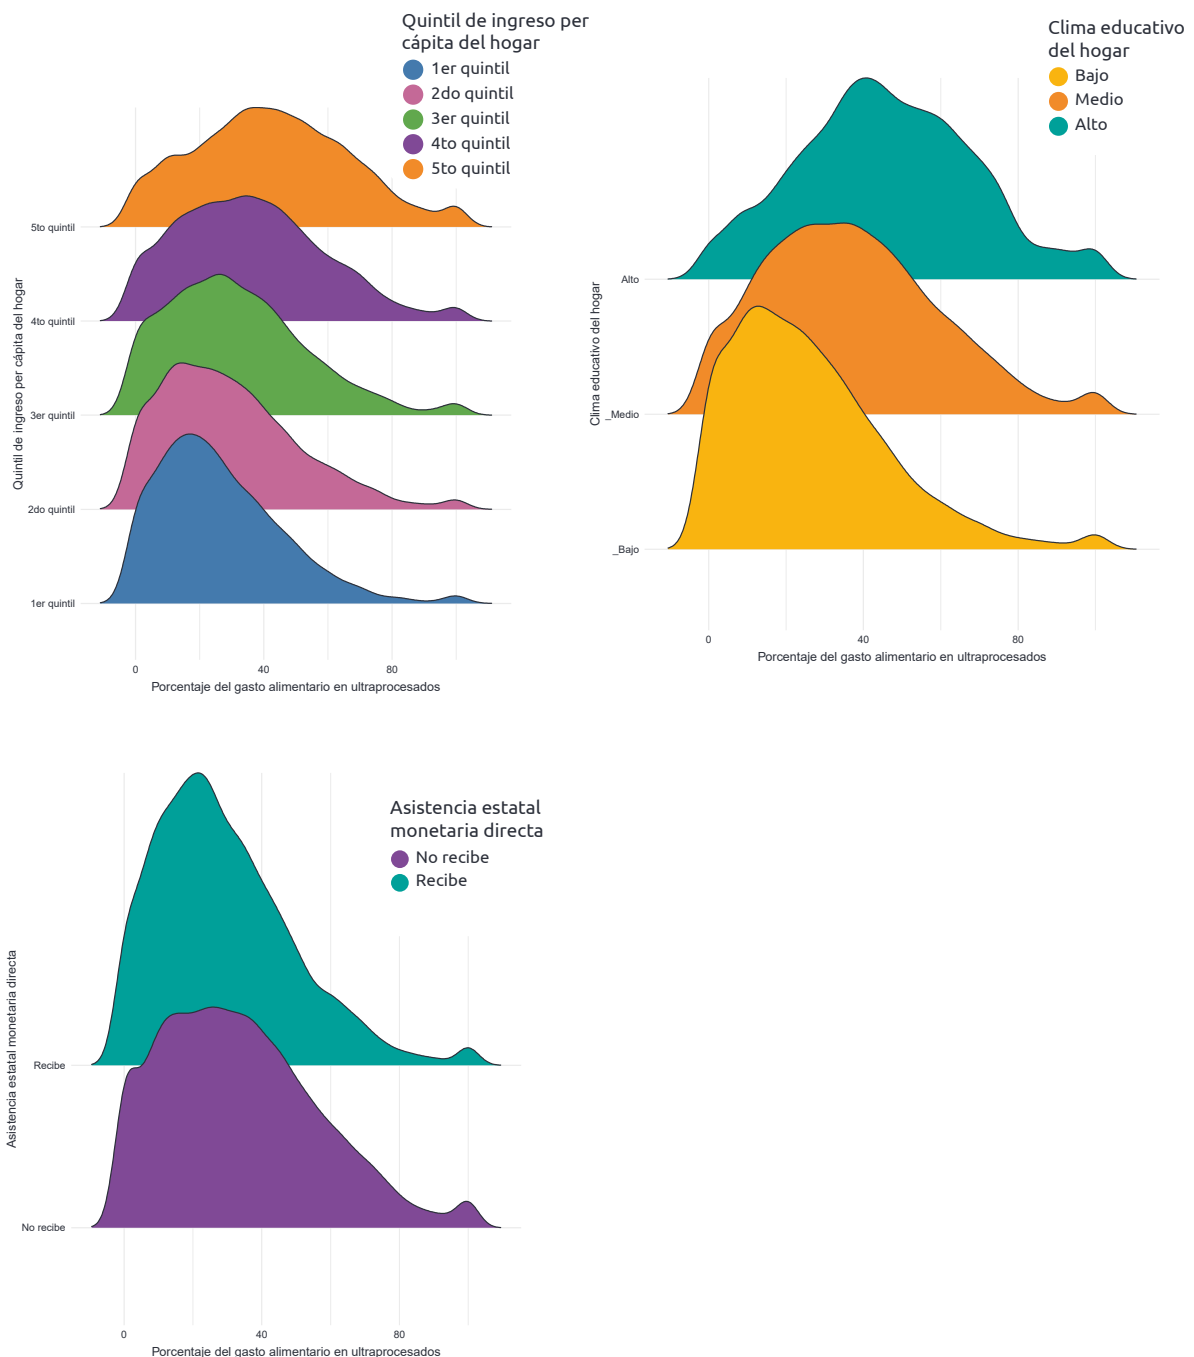 Quintil de ingreso per
cápita del hogar
1er quintil
2do quintil
3er quintil
4to quintil
5to quintil
Quintil de ingreso per cápita del hogar
5to quintil
4to quintil
3er quintil
2do quintil
1er quintil
0 40 80
Porcentaje del gasto alimentario en ultraprocesados
Clima educativo
del hogar
Bajo
Medio
Alto
Clima educativo del hogar
Alto
_Medio
_Bajo
0 40 80
Porcentaje del gasto alimentario en ultraprocesados
Asistencia estatal
monetaria directa
No recibe
Recibe
Asistencia estatal monetaria directa
Recibe
No recibe
0 40 80
Porcentaje del gasto alimentario en ultraprocesados